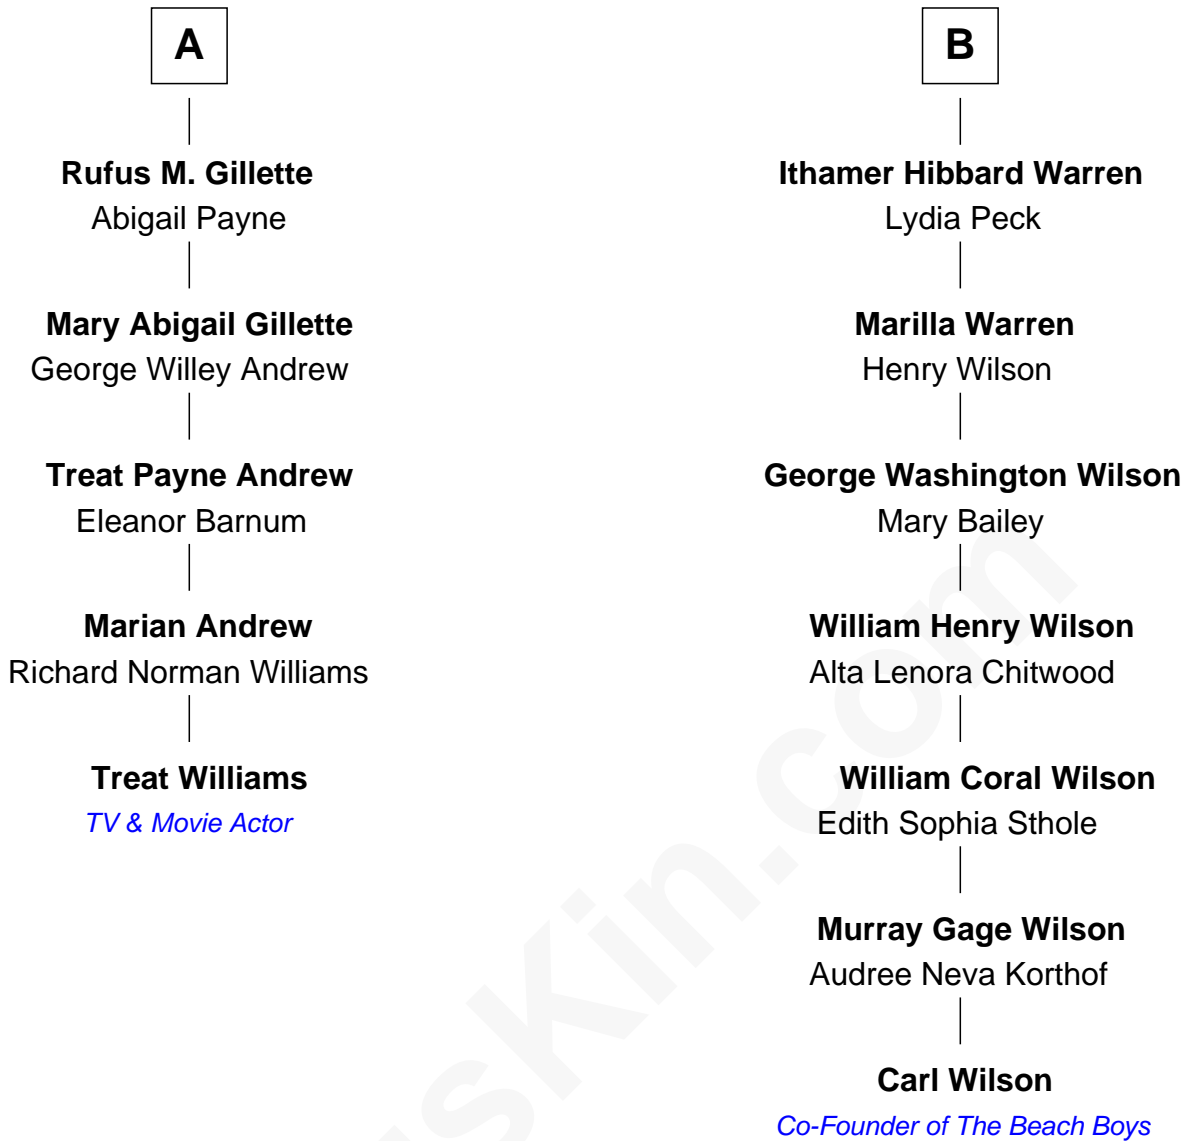 A
Rufus M. Gillette
Abigail Payne
Mary Abigail Gillette
George Willey Andrew
Treat Payne Andrew
Eleanor Barnum
Marian Andrew
Richard Norman Williams
Treat Williams
TV & Movie Actor
B
Ithamer Hibbard Warren
Lydia Peck
Marilla Warren
Henry Wilson
George Washington Wilson
Mary Bailey
William Henry Wilson
Alta Lenora Chitwood
William Coral Wilson
Edith Sophia Sthole
Murray Gage Wilson
Audree Neva Korthof
Carl Wilson
Co-Founder of The Beach Boys
sKin.com